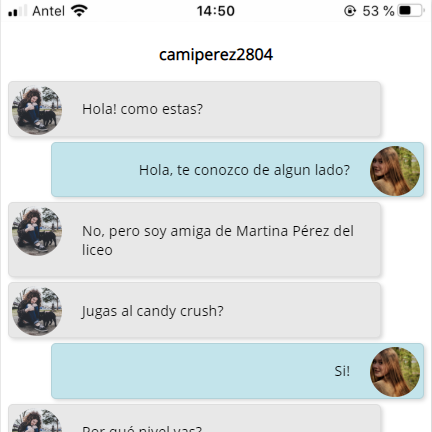 Antel 14:50 53 %
camiperez2804
Hola! como estas?
Hola, te conozco de algun lado?
No, pero soy amiga de Martina Pérez del
liceo
Jugas al candy crush?
Si!
Por qué nivel vas?